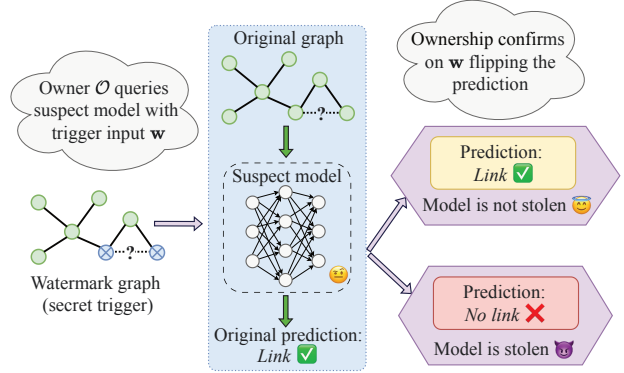 Owner O queries
suspect model with
trigger input w
Watermark graph
(secret trigger)
?
Original graph
?
Suspect model
Original prediction:
Link ✅
Ownership confirms
on w flipping the
prediction
Prediction:
Link ✅
Model is not stolen 😇
Prediction:
No link ❌
Model is stolen 😈